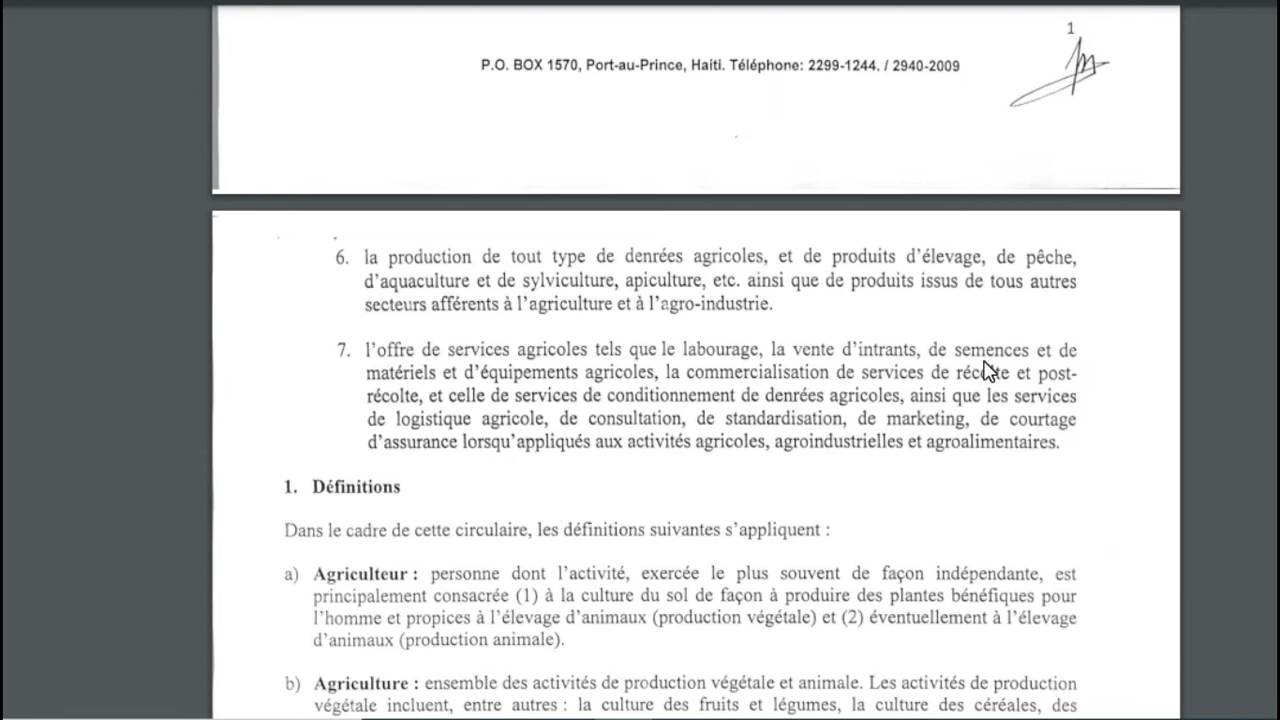 1
P.O. BOX 1570, Port-au-Prince, Haiti. Téléphone: 2299-1244. / 2940-2009
6. la production de tout type de denrées agricoles, et de produits d'élevage, de pêche,
d'aquaculture et de sylviculture, apiculture, etc. ainsi que de produits issus de tous autres
secteurs afférents à l'agriculture et à l'agro-industrie.
7. l'offre de services agricoles tels que le labourage, la vente d'intrants, de semences et de
matériels et d'équipements agricoles, la commercialisation de services de récolte et post-
récolte, et celle de services de conditionnement de denrées agricoles, ainsi que les services
de logistique agricole, de consultation, de standardisation, de marketing, de courtage
d'assurance lorsqu'appliqués aux activités agricoles, agroindustrielles et agroalimentaires.
1. Définitions
Dans le cadre de cette circulaire, les définitions suivantes s'appliquent :
a) Agriculteur : personne dont l'activité, exercée le plus souvent de façon indépendante, est
principalement consacrée (1) à la culture du sol de façon à produire des plantes bénéfiques pour
l'homme et propices à l'élevage d'animaux (production végétale) et (2) éventuellement à l'élevage
d'animaux (production animale).
b) Agriculture : ensemble des activités de production végétale et animale. Les activités de production
végétale incluent, entre autres : la culture des fruits et légumes, la culture des céréales, des